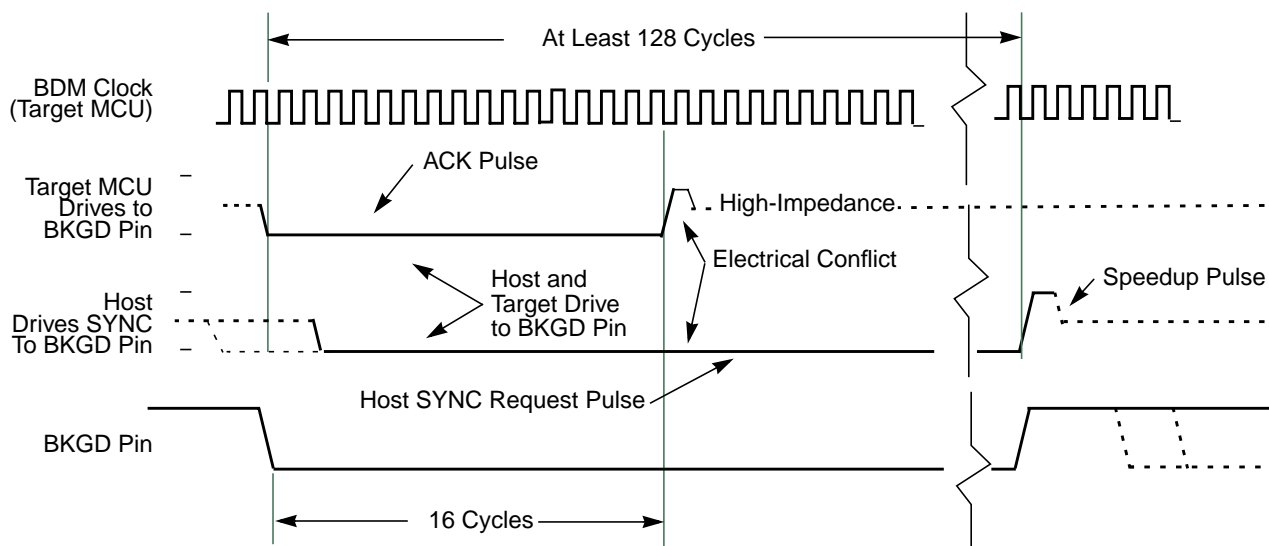 At Least 128 Cycles
BDM Clock
(Target MCU)
ACK Pulse
Target MCU
Drives to
BKGD Pin
High-Impedance
Electrical Conflict
Host and
Target Drive
to BKGD Pin
Speedup Pulse
Host
Drives SYNC
To BKGD Pin
Host SYNC Request Pulse
BKGD Pin
16 Cycles